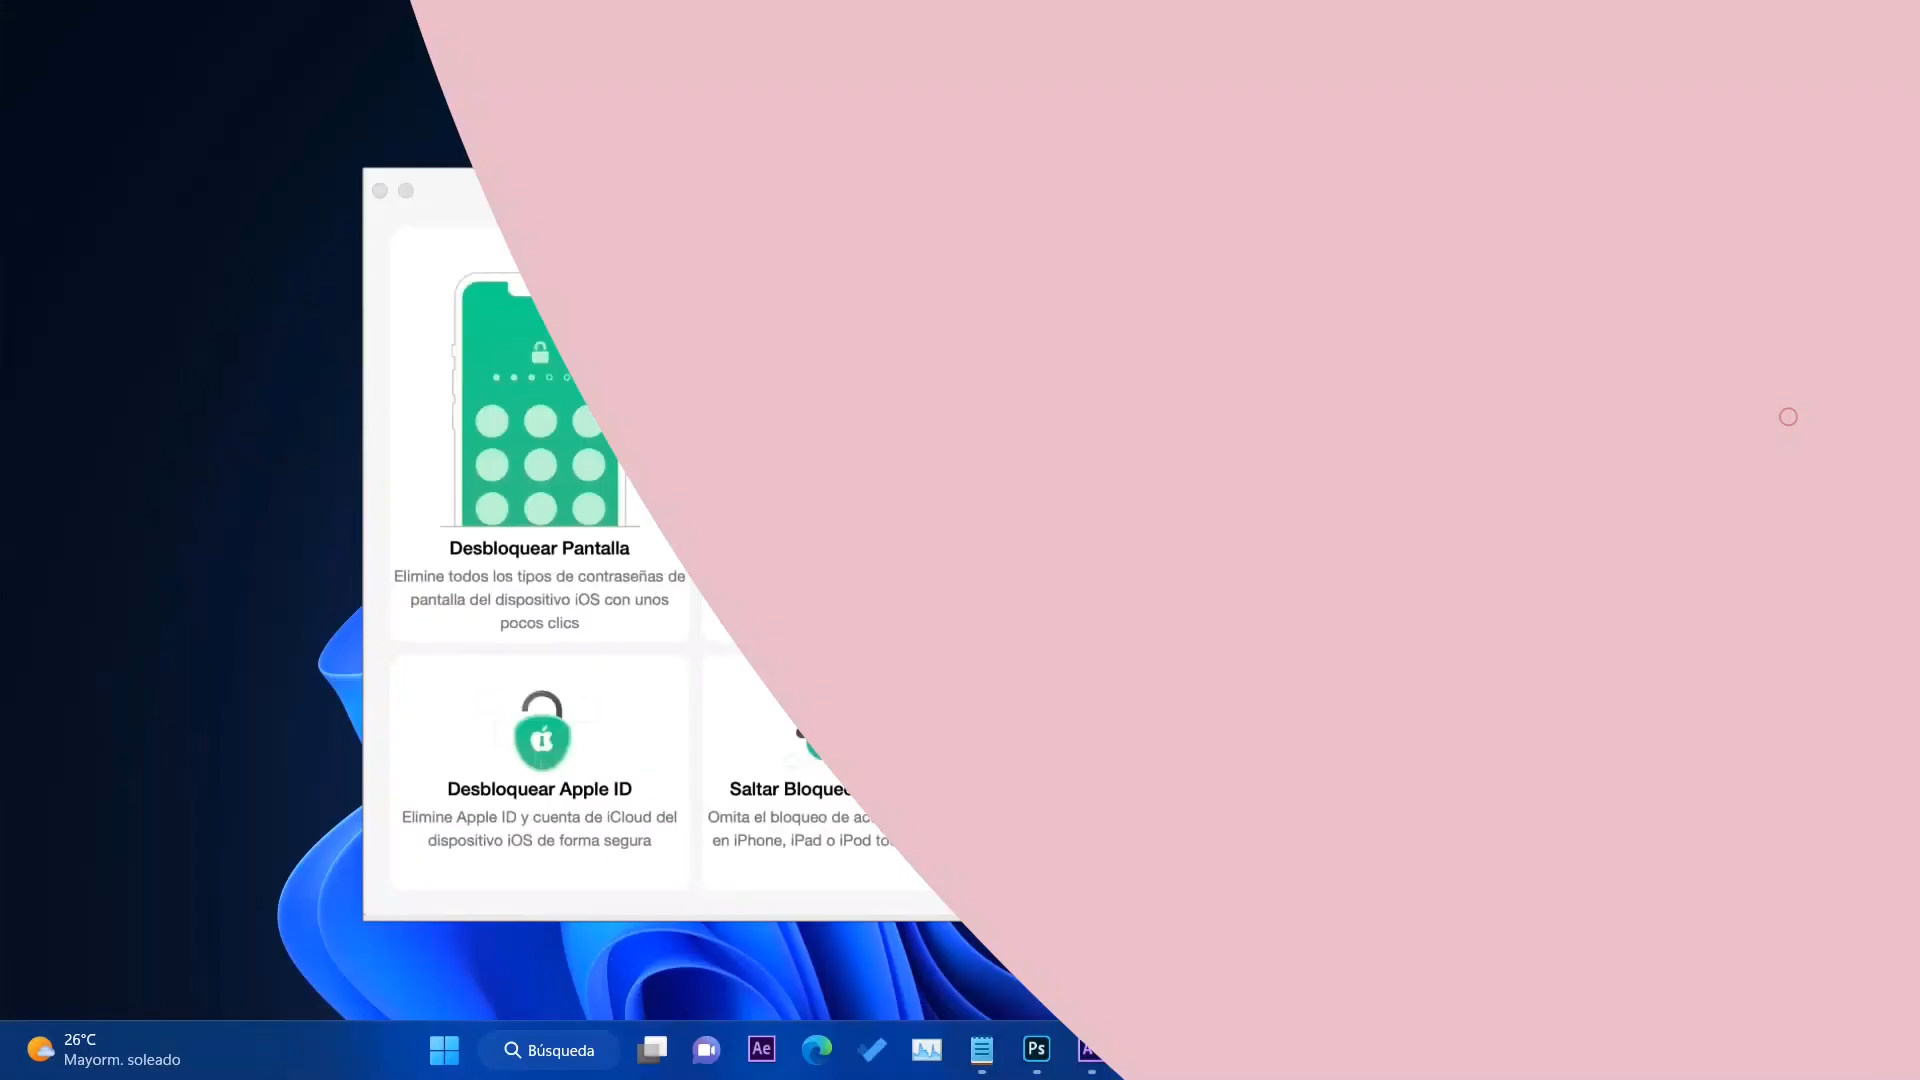 Desbloquear Pantalla
Elimine todos los tipos de contraseñas de
pantalla del dispositivo iOS con unos
pocos clics
Desbloquear Apple ID
Elimine Apple ID y cuenta de iCloud del
dispositivo iOS de forma segura
Saltar
Omita el bloqueo de
en iPhone, iPad o iPod
26°C
Mayorm. soleado
Búsqueda
Ae
Ps